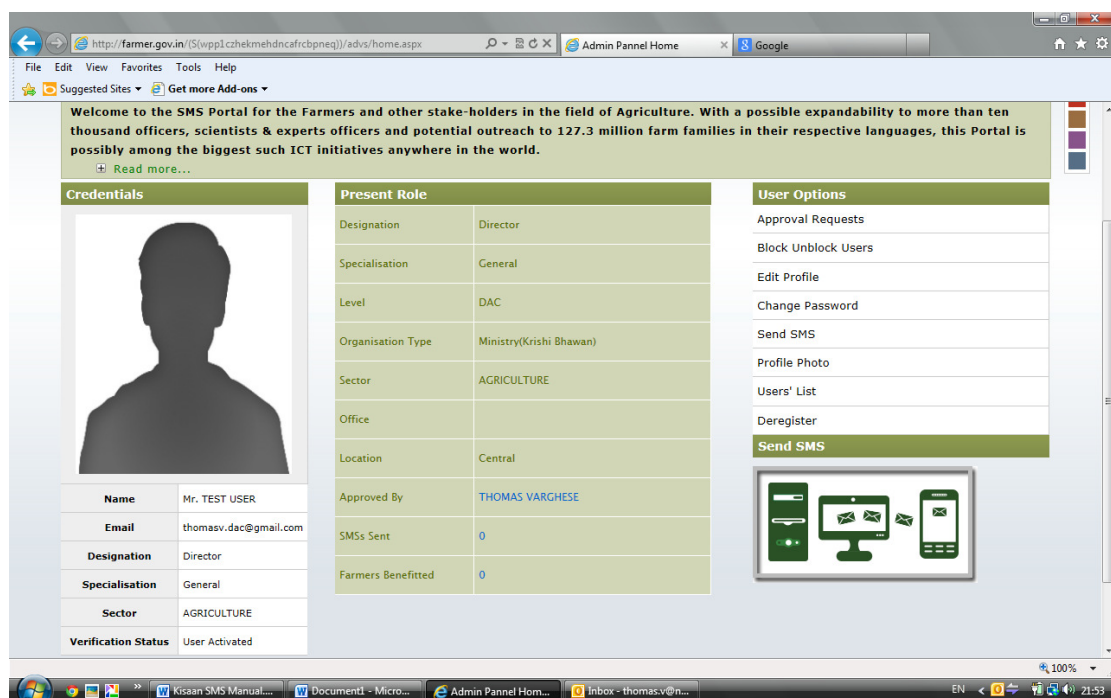 http://farmer.gov.in/(S(wpp1czhekmehdncafrcbpneq))/advs/home.aspx
Admin Pannel Home
Google
File Edit View Favorites Tools Help
Suggested Sites Get more Add-ons
Welcome to the SMS Portal for the Farmers and other stake-holders in the field of Agriculture. With a possible expandability to more than ten
thousand officers, scientists & experts officers and potential outreach to 127.3 million farm families in their respective languages, this Portal is
possibly among the biggest such ICT initiatives anywhere in the world.
Read more...
Credentials
Name Mr. TEST USER
Email thomasv.dac@gmail.com
Designation Director
Specialisation General
Sector AGRICULTURE
Verification Status User Activated
Present Role
Designation Director
Specialisation General
Level DAC
Organisation Type Ministry(Krishi Bhawan)
Sector AGRICULTURE
Office
Location Central
Approved By THOMAS VARGHESE
SMSs Sent 0
Farmers Benefitted 0
User Options
Approval Requests
Block Unblock Users
Edit Profile
Change Password
Send SMS
Profile Photo
Users' List
Deregister
Send SMS
100%
Kisaan SMS Manual.... Document1 - Micro... Admin Pannel Hom... Inbox - thomas.v@n... EN 21:53